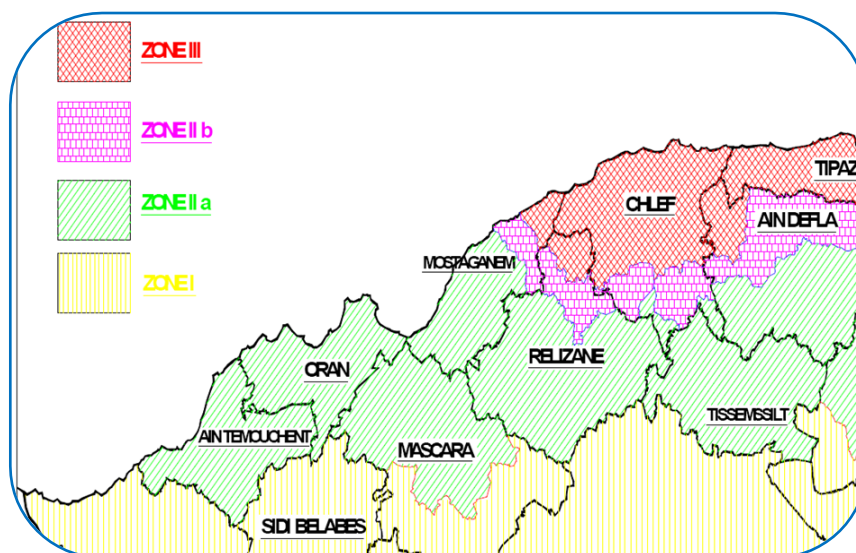 ZONE III
ZONE II b
ZONE II a
ZONE I
TIPAZ
CHLEF
AIN DEFLA
MOSTAGANEM
RELIZANE
ORAN
TISSEMSSILT
AIN TEMOUCHENT
MASCARA
SIDI BELABES